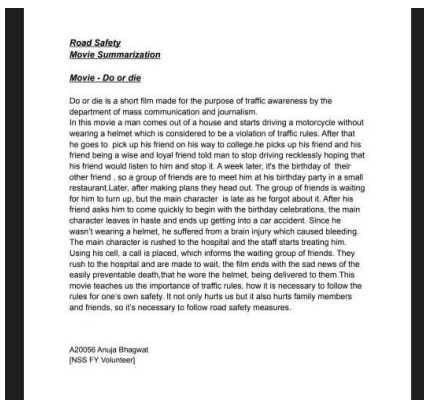 Road Safety
Movie Summarization
Movie - Do or die
Do or die is a short film made for the purpose of traffic awareness by the
department of mass communication and journalism.
In this movie a man comes out of a house and starts driving a motorcycle without
wearing a helmet which is considered to be a violation of traffic rules. After that
he goes to pick up his friend on his way to college.he picks up his friend and his
friend being a wise and loyal friend told man to stop driving recklessly hoping that
his friend would listen to him and stop it. A week later, it's the birthday of their
other friend , so a group of friends are to meet him at his birthday party in a small
restaurant.Later, after making plans they head out. The group of friends is waiting
for him to turn up, but the main character is late as he forgot about it. After his
friend asks him to come quickly to begin with the birthday celebrations, the main
character leaves in haste and ends up getting into a car accident. Since he
wasn't wearing a helmet, he suffered from a brain injury which caused bleeding.
The main character is rushed to the hospital and the staff starts treating him.
Using his cell, a call is placed, which informs the waiting group of friends. They
rush to the hospital and are made to wait, the film ends with the sad news of the
easily preventable death,that he wore the helmet, being delivered to them.This
movie teaches us the importance of traffic rules, how it is necessary to follow the
rules for one's own safety. It not only hurts us but it also hurts family members
and friends, so it's necessary to follow road safety measures.
A20056 Anuja Bhagwat
[NSS FY Volunteer]